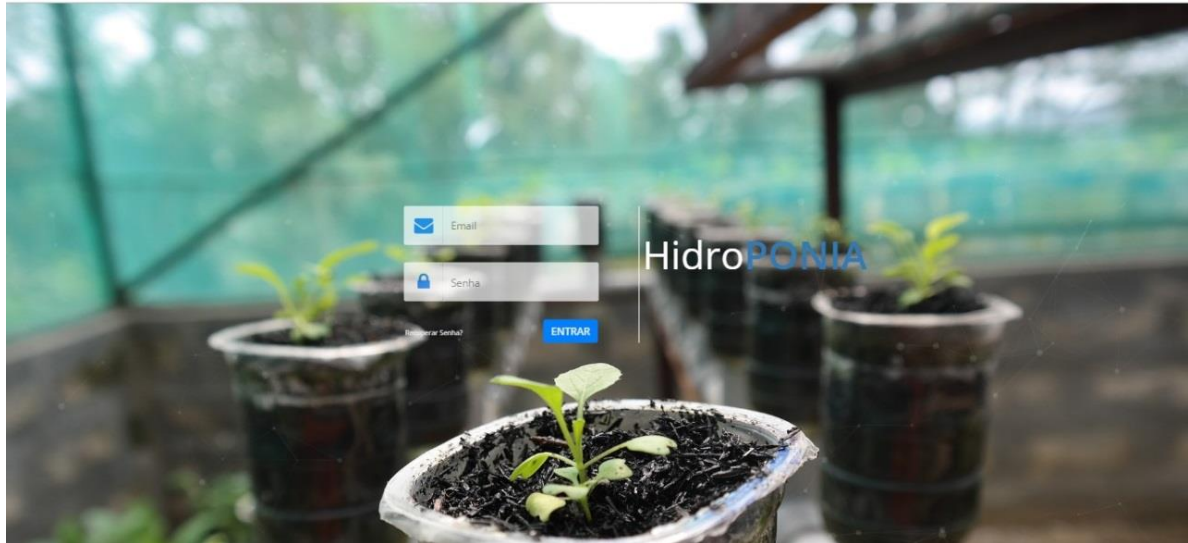 Email
Senha
Recuperar Senha?
ENTRAR
HidroPONIA